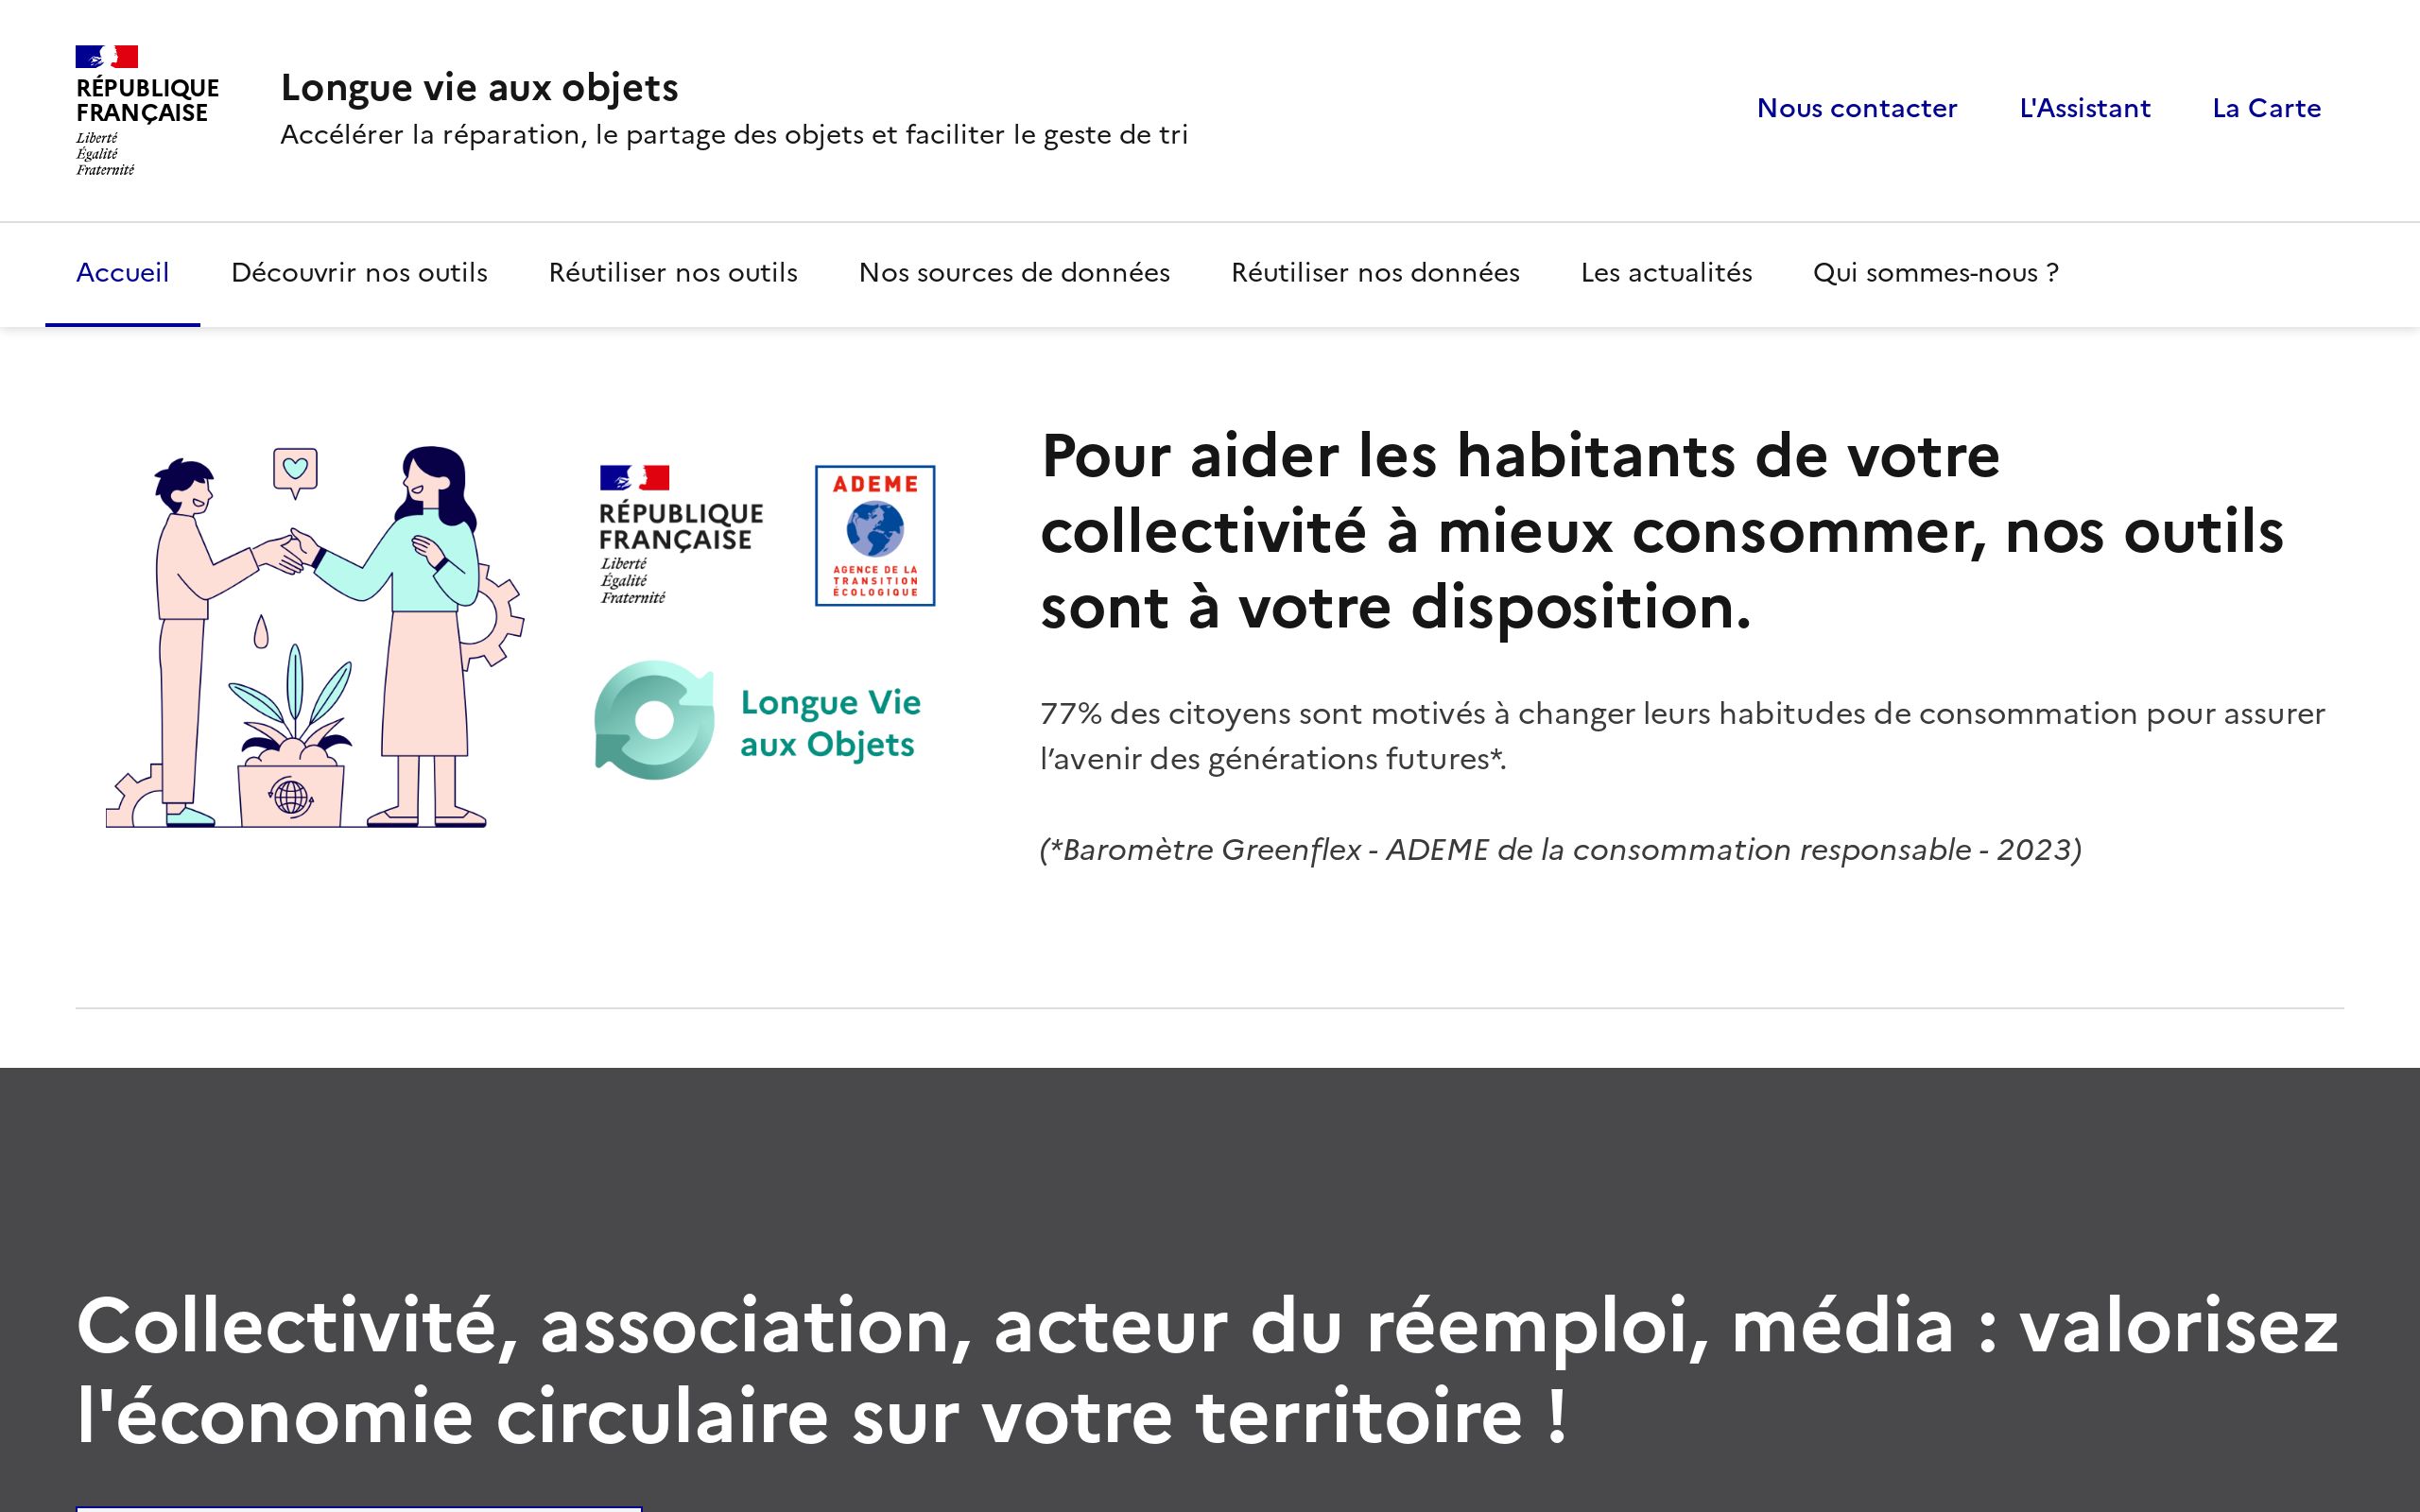 RÉPUBLIQUE
FRANÇAISE
Liberté
Égalité
Fraternité
Longue vie aux objets
Accélérer la réparation, le partage des objets et faciliter le geste de tri
Nous contacter
L'Assistant
La Carte
Accueil
Découvrir nos outils
Réutiliser nos outils
Nos sources de données
Réutiliser nos données
Les actualités
Qui sommes-nous ?
RÉPUBLIQUE
FRANÇAISE
Liberté
Égalité
Fraternité
ADEME
AGENCE DE LA
TRANSITION
ÉCOLOGIQUE
Longue Vie
aux Objets
Pour aider les habitants de votre
collectivité à mieux consommer, nos outils
sont à votre disposition.
77% des citoyens sont motivés à changer leurs habitudes de consommation pour assurer
l’avenir des générations futures*.
(*Baromètre Greenflex - ADEME de la consommation responsable - 2023)
Collectivité, association, acteur du réemploi, média : valorisez
l'économie circulaire sur votre territoire !